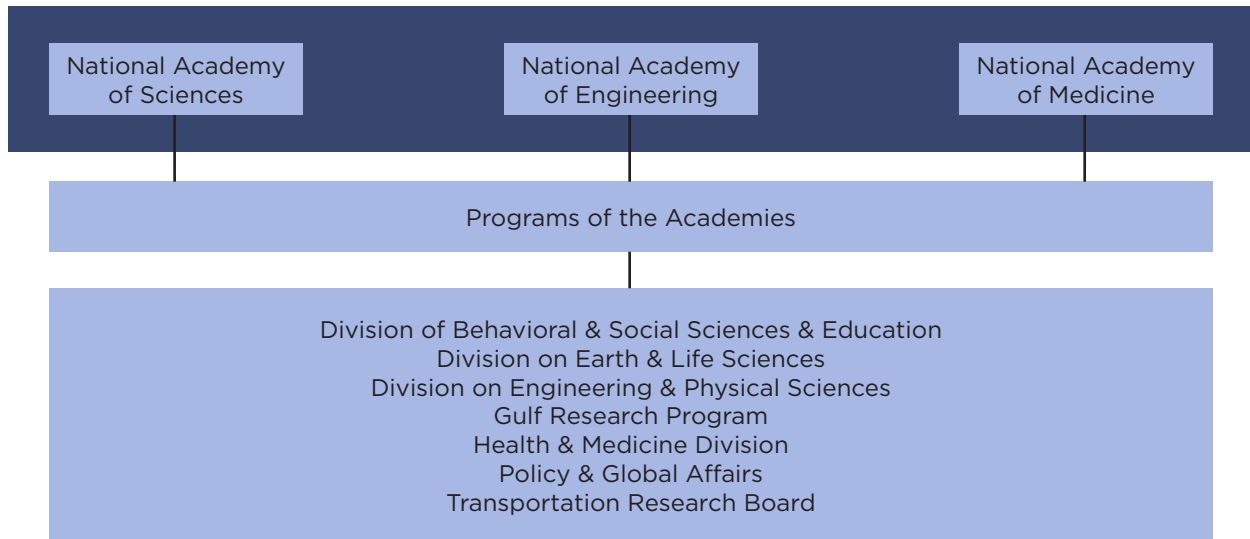 National Academy
of Sciences
National Academy
of Engineering
National Academy
of Medicine
Programs of the Academies
Division of Behavioral & Social Sciences & Education
Division on Earth & Life Sciences
Division on Engineering & Physical Sciences
Gulf Research Program
Health & Medicine Division
Policy & Global Affairs
Transportation Research Board